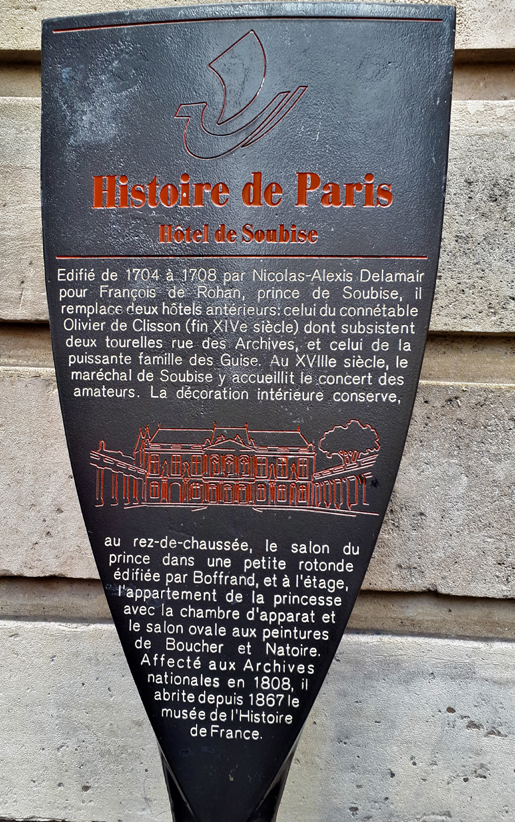 Histoire de Paris
Hôtel de Soubise
Edifié de 1704 à 1708 par Nicolas-Alexis Delamair
pour François de Rohan, prince de Soubise, il
remplace deux hôtels antérieurs: celui du connétable
Olivier de Clisson (fin XIVe siècle) dont subsistent
deux tourelles rue des Archives, et celui de la
puissante famille des Guise. Au XVIIIe siècle, le
maréchal de Soubise y accueillit le concert des
amateurs. La décoration intérieure conserve,
au rez-de-chaussée, le salon du
prince dans une petite rotonde
édifiée par Boffrand, et à l'étage,
l'appartement de la princesse
avec la chambre d'apparat et
le salon ovale aux peintures
de Boucher et Natoire.
Affecté aux Archives
nationales en 1808, il
abrite depuis 1867 le
musée de l'Histoire
de France.